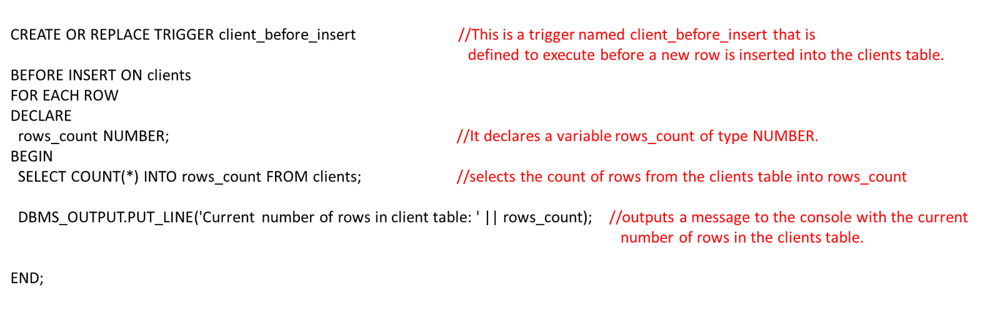 CREATE OR REPLACE TRIGGER client_before_insert //This is a trigger named client_before_insert that is
defined to execute before a new row is inserted into the clients table.
BEFORE INSERT ON clients
FOR EACH ROW
DECLARE
rows_count NUMBER; //It declares a variable rows_count of type NUMBER.
BEGIN
SELECT COUNT(*) INTO rows_count FROM clients; //selects the count of rows from the clients table into rows_count
DBMS_OUTPUT.PUT_LINE('Current number of rows in client table: ' || rows_count); //outputs a message to the console with the current
number of rows in the clients table.
END;